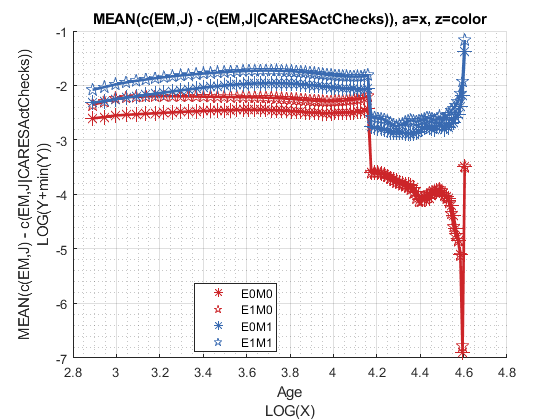 MEAN(c(EM,J) - c(EM,J|CARESActChecks)), a=x, z=color
MEAN(c(EM,J) - c(EM,J|CARESActChecks))
LOG(Y+min(Y))
-1
-2
-3
-4
-5
-6
-7
E0M0
E1M0
E0M1
E1M1
2.8 3 3.2 3.4 3.6 3.8 4 4.2 4.4 4.6 4.8
Age
LOG(X)